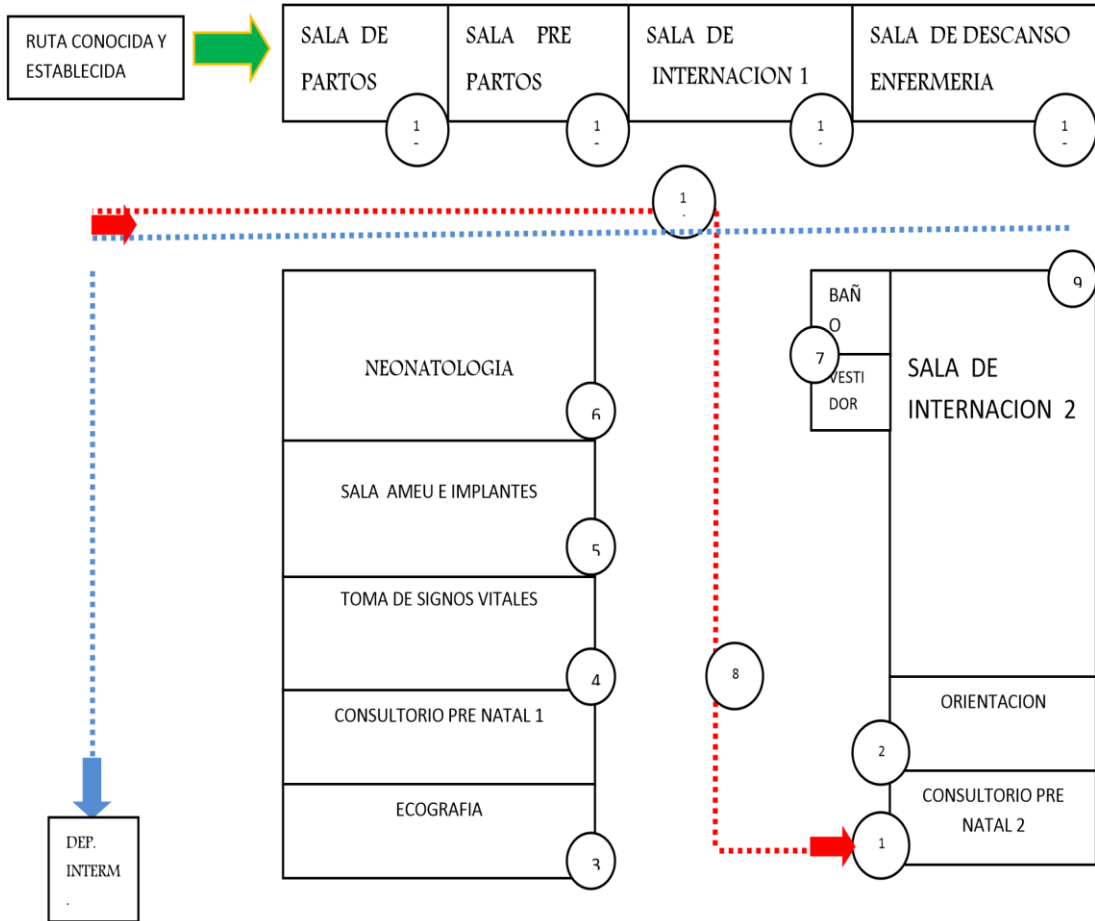 RUTA CONOCIDA Y
ESTABLECIDA
SALA DE
PARTOS
SALA PRE
PARTOS
SALA DE
INTERNACION 1
SALA DE DESCANSO
ENFERMERIA
1
1
1
1
1
BAÑ
O
9
7
VESTI
DOR
SALA DE
INTERNACION 2
NEONATOLOGIA
6
SALA AMEU E IMPLANTES
5
TOMA DE SIGNOS VITALES
4
8
ORIENTACION
2
CONSULTORIO PRE NATAL 1
CONSULTORIO PRE
NATAL 2
1
ECOGRAFIA
3
DEP.
INTERM
.